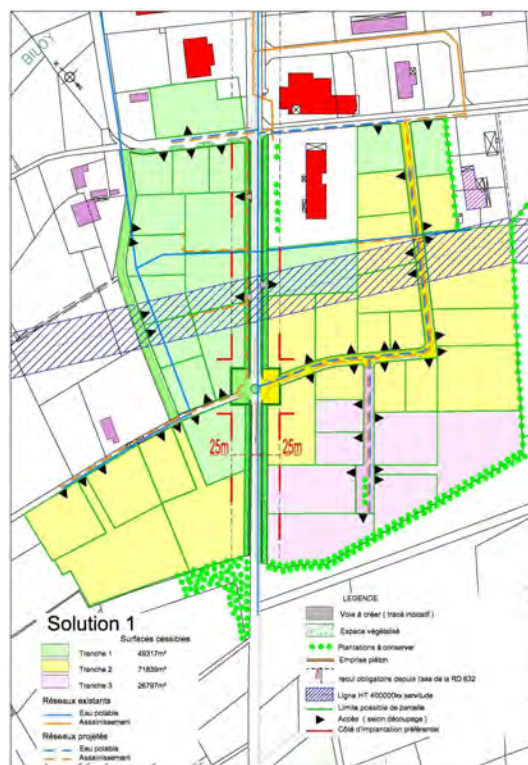 BILOY
25m
25m
Solution 1
Surfaces cessibles
Tranche 1 49317m²
Tranche 2 71839m²
Tranche 3 26797m²
Réseaux existants
Eau potable
Assainissement
Réseaux projetés
Eau potable
Assainissement
LEGENDE
Voie à créer ( tracé indicatif )
Espace végétalisé
Plantations à conserver
Emprise piéton
recul obligatoire depuis l'axe de la RD 632
Ligne HT 400000kv servitude
Limite possible de parcelle
Accès ( selon découpage )
Côté d'implantation préférentiel